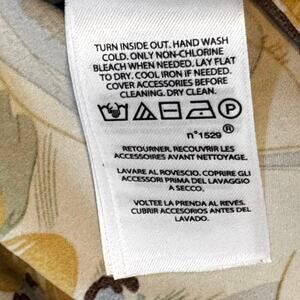 TURN INSIDE OUT. HAND WASH
COLD. ONLY NON-CHLORINE
BLEACH WHEN NEEDED. LAY FLAT
TO DRY. COOL IRON IF NEEDED.
COVER ACCESSORIES BEFORE
CLEANING. DRY CLEAN.
P
n°1529 ®
RETOURNER, RECOUVRIR LES
ACCESSOIRES AVANT NETTOYAGE.
LAVARE AL ROVESCIO. COPRIRE GLI
ACCESSORI PRIMA DEL LAVAGGIO
A SECCO.
VOLTEE LA PRENDA AL REVÉS.
CUBRIR ACCESORIOS ANTES DEL
LAVADO.